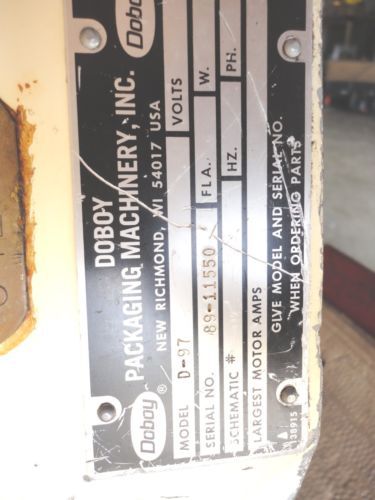 Doboy
DOBOY
PACKAGING MACHINERY, INC.
NEW RICHMOND, WI 54017 USA
Doboy®
MODEL D-97 VOLTS
SERIAL NO. 89-11550 FLA. W.
SCHEMATIC # HZ. PH.
LARGEST MOTOR AMPS
GIVE MODEL AND SERIAL NO.
WHEN ORDERING PARTS
38915